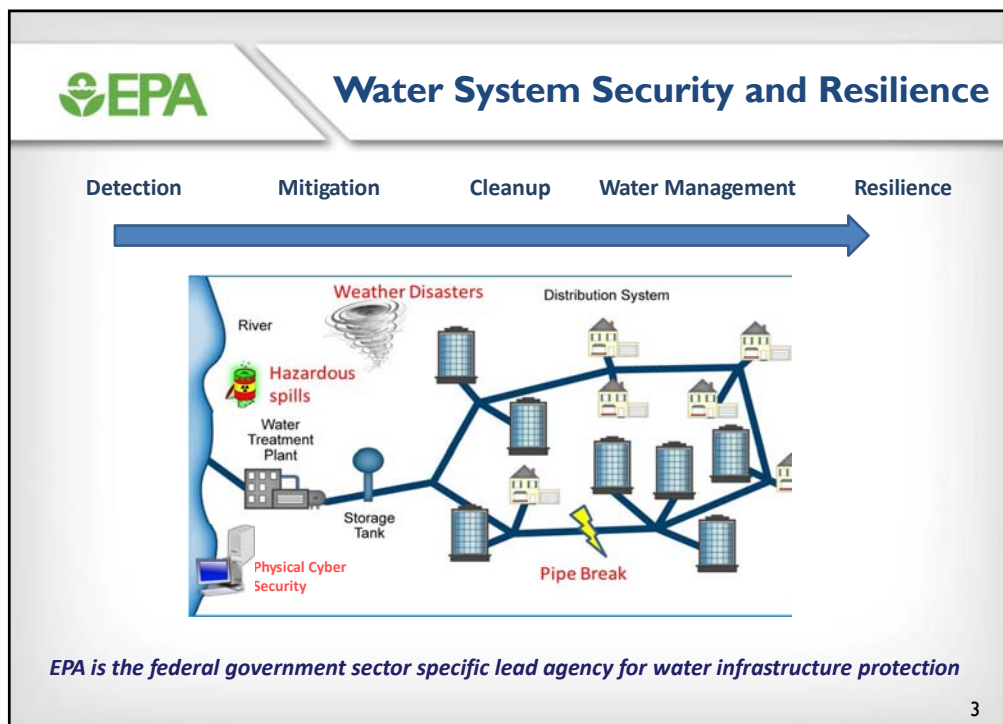 EPA
Water System Security and Resilience
Detection Mitigation Cleanup Water Management Resilience
Weather Disasters
Distribution System
River
Hazardous
spills
Water
Treatment
Plant
Storage
Tank
Physical Cyber
Security
Pipe Break
EPA is the federal government sector specific lead agency for water infrastructure protection
3